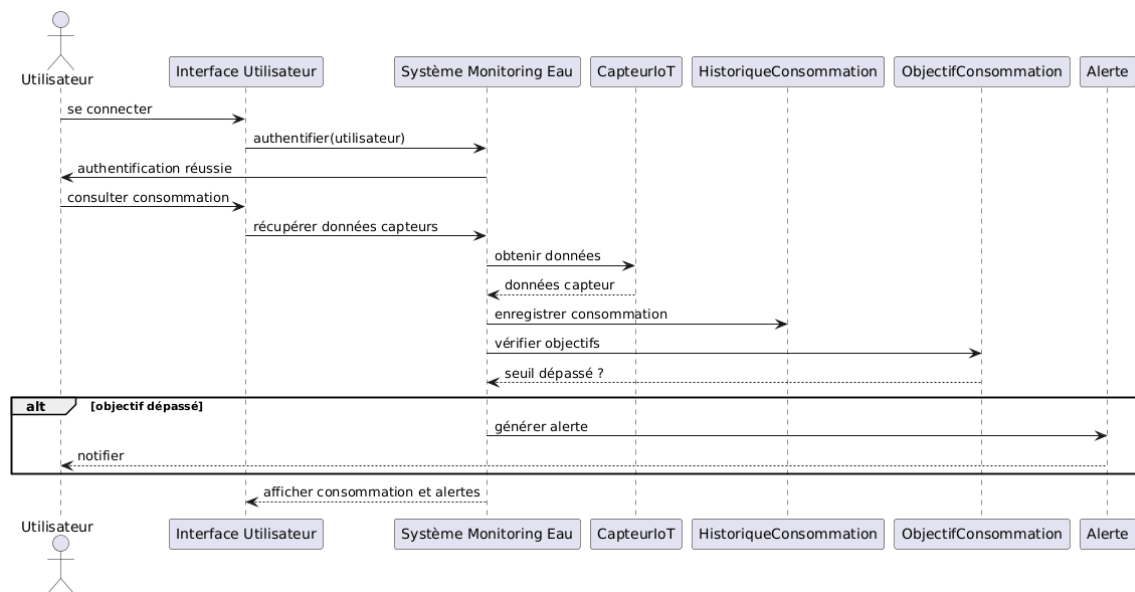 Utilisateur
Interface Utilisateur
Système Monitoring Eau
CapteurIoT
HistoriqueConsommation
ObjectifConsommation
Alerte
se connecter
authentifier(utilisateur)
authentification réussie
consulter consommation
récupérer données capteurs
obtenir données
données capteur
enregistrer consommation
vérifier objectifs
seuil dépassé ?
alt [objectif dépassé]
générer alerte
notifier
afficher consommation et alertes
Utilisateur
Interface Utilisateur
Système Monitoring Eau
CapteurIoT
HistoriqueConsommation
ObjectifConsommation
Alerte